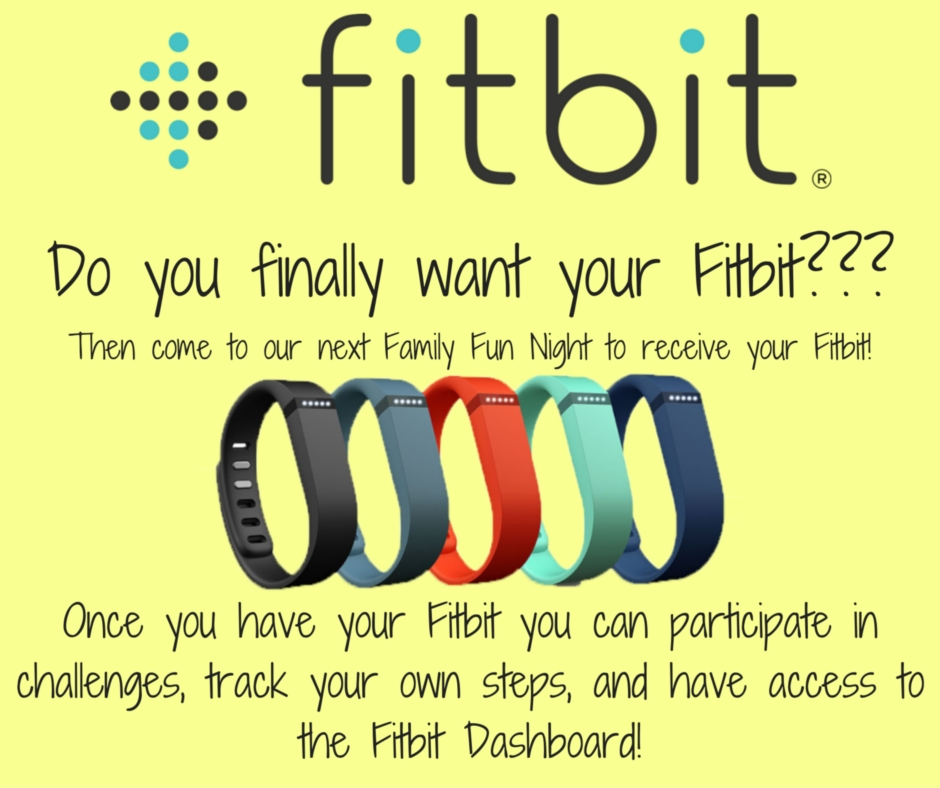 fitbit®
Do you finally want your Fitbit???
Then come to our next Family Fun Night to receive your Fitbit!
Once you have your Fitbit you can participate in
challenges, track your own steps, and have access to
the Fitbit Dashboard!